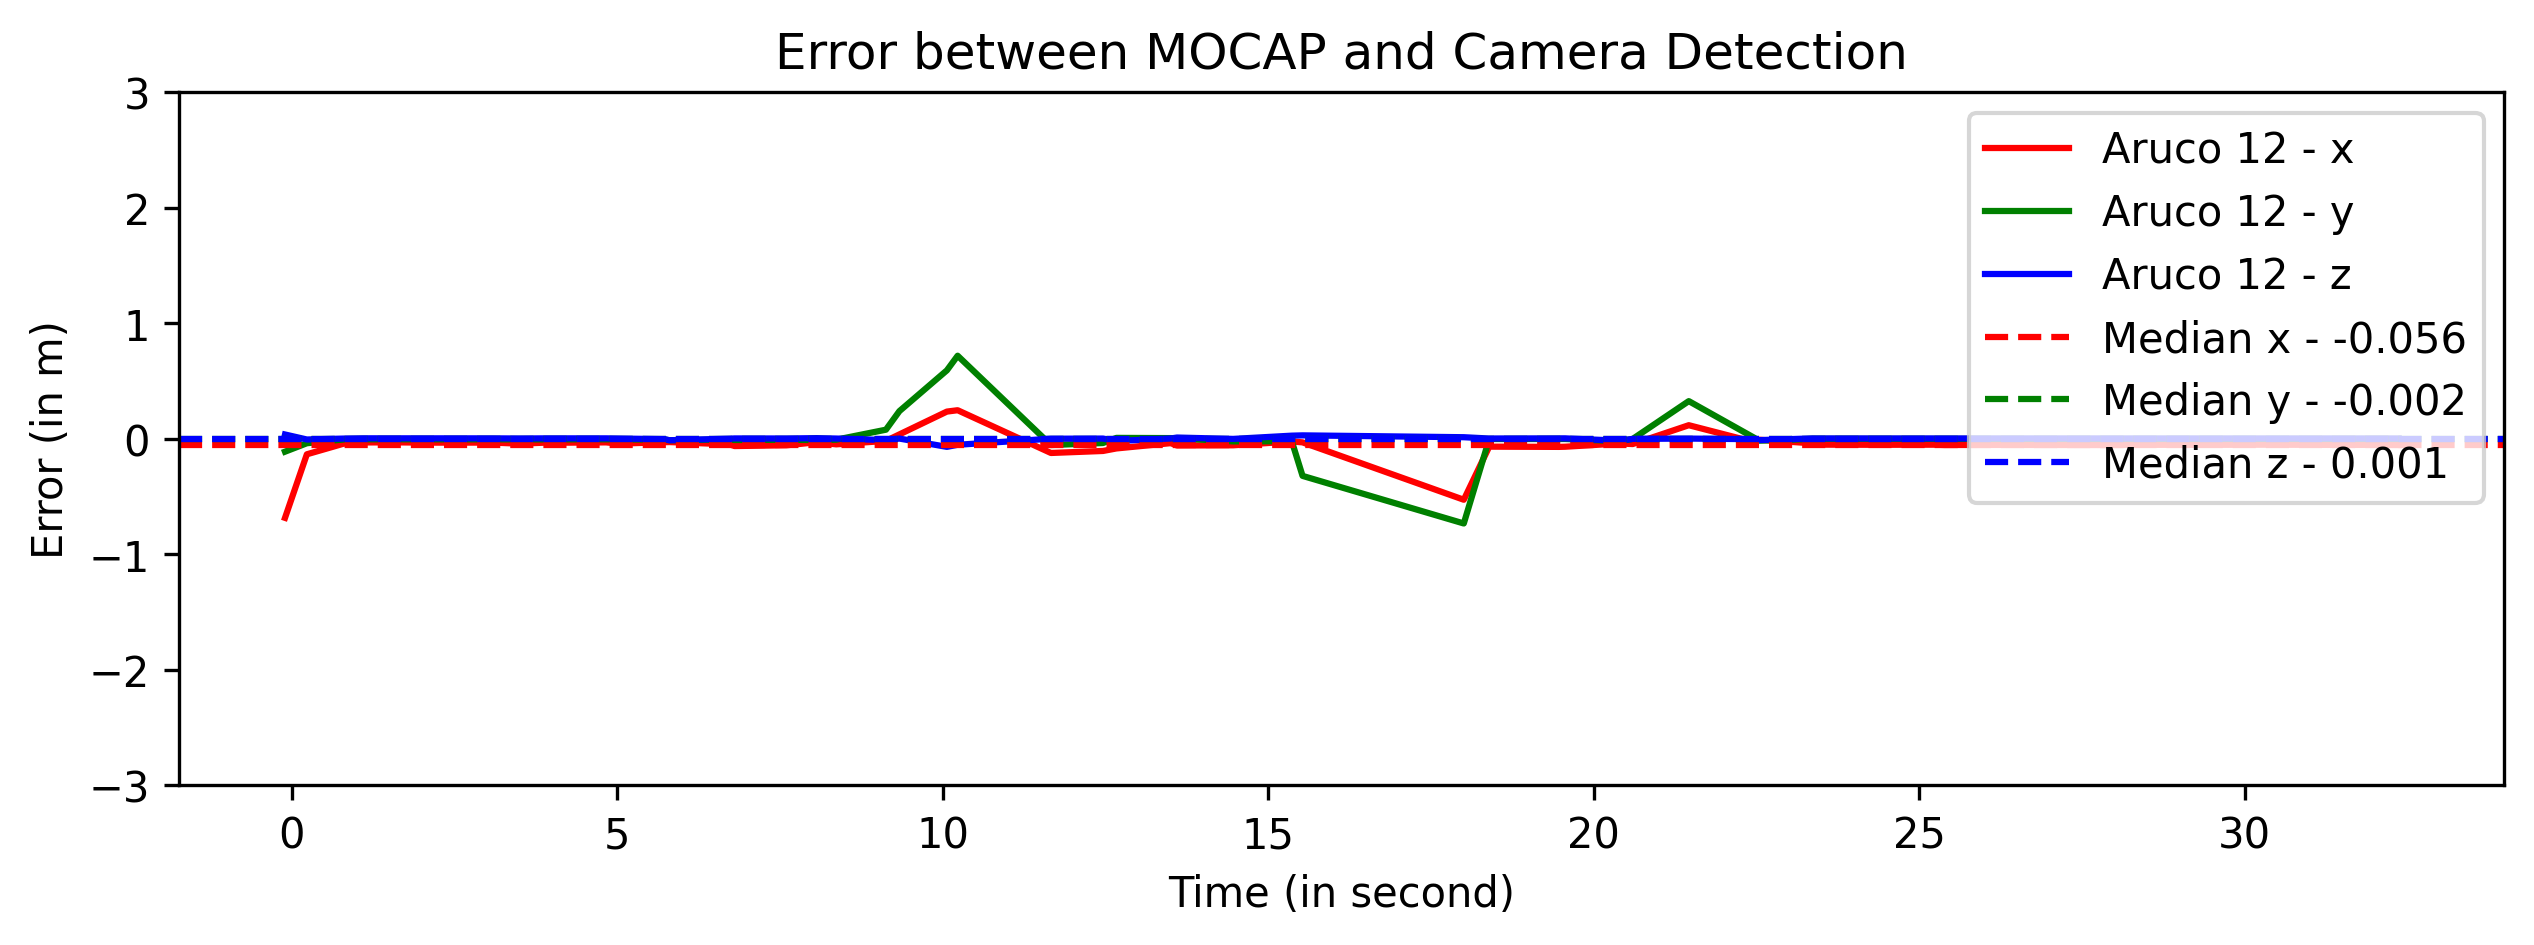 Error between MOCAP and Camera Detection
3
2
1
0
−1
−2
−3
Error (in m)
Aruco 12 - x
Aruco 12 - y
Aruco 12 - z
Median x - -0.056
Median y - -0.002
Median z - 0.001
0 5 10 15 20 25 30
Time (in second)